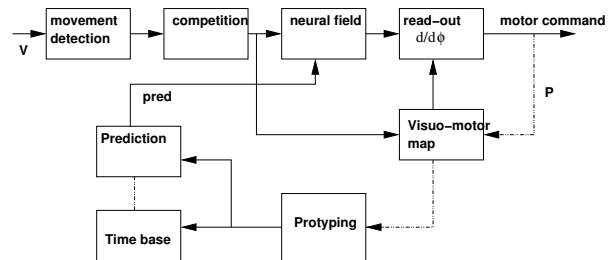 movement
detection
competition
neural field
read-out
d/dϕ
motor command
V
pred
P
Prediction
Visuo-motor
map
Time base
Protyping